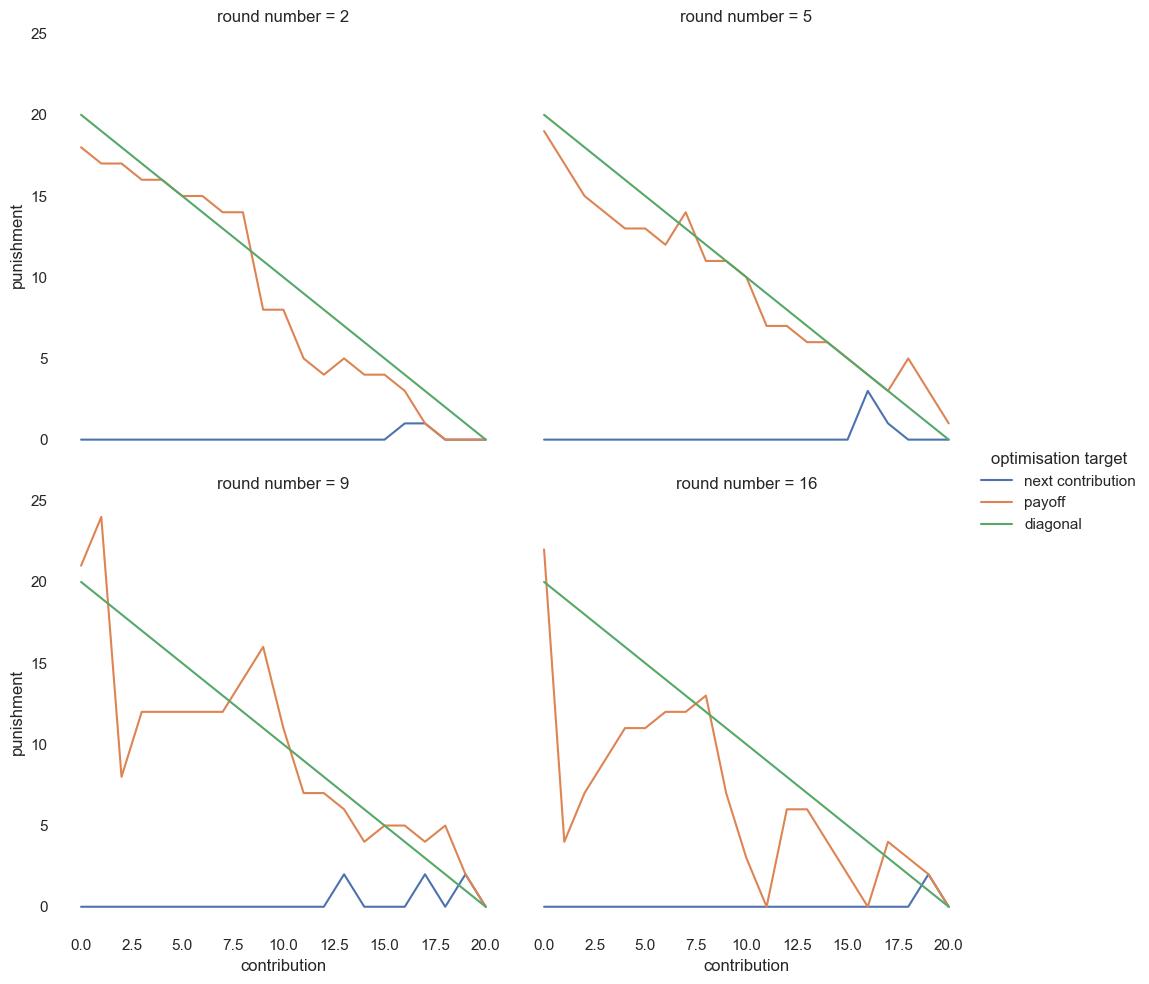 round number = 2
round number = 5
25
20
15
10
5
0
punishment
round number = 9
round number = 16
25
20
15
10
5
0
punishment
0.0 2.5 5.0 7.5 10.0 12.5 15.0 17.5 20.0
contribution
0.0 2.5 5.0 7.5 10.0 12.5 15.0 17.5 20.0
contribution
optimisation target
next contribution
payoff
diagonal